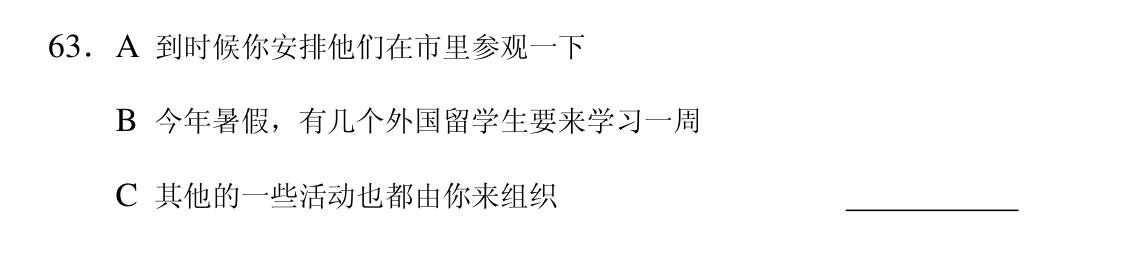 63. A 到时候你安排他们在市里参观一下
B 今年暑假，有几个外国留学生要来学习一周
C 其他的一些活动也都由你来组织 ____________